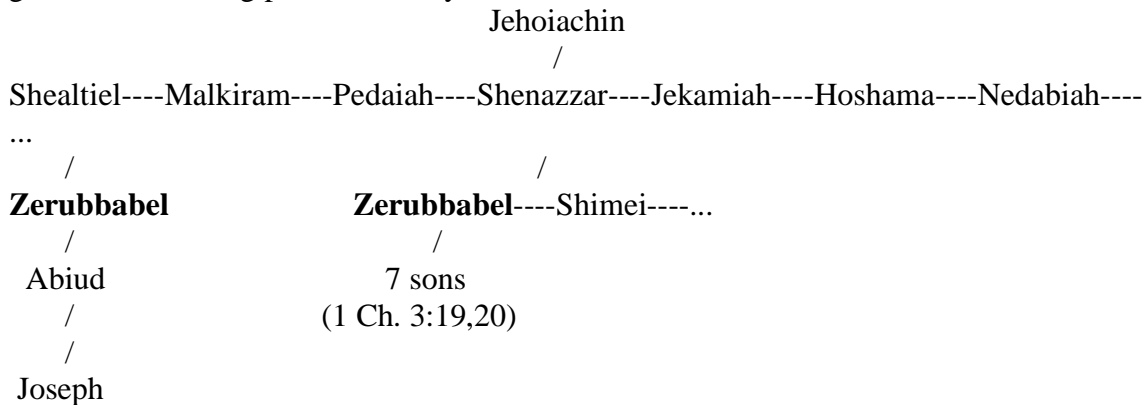 Jehoiachin
/
Shealtiel----Malkiram----Pedaiah----Shenazzar----Jekamiah----Hoshama----Nedabiah----
...
/ /
Zerubbabel Zerubbabel----Shimei----...
/ /
Abiud 7 sons
/ (1 Ch. 3:19,20)
/
Joseph